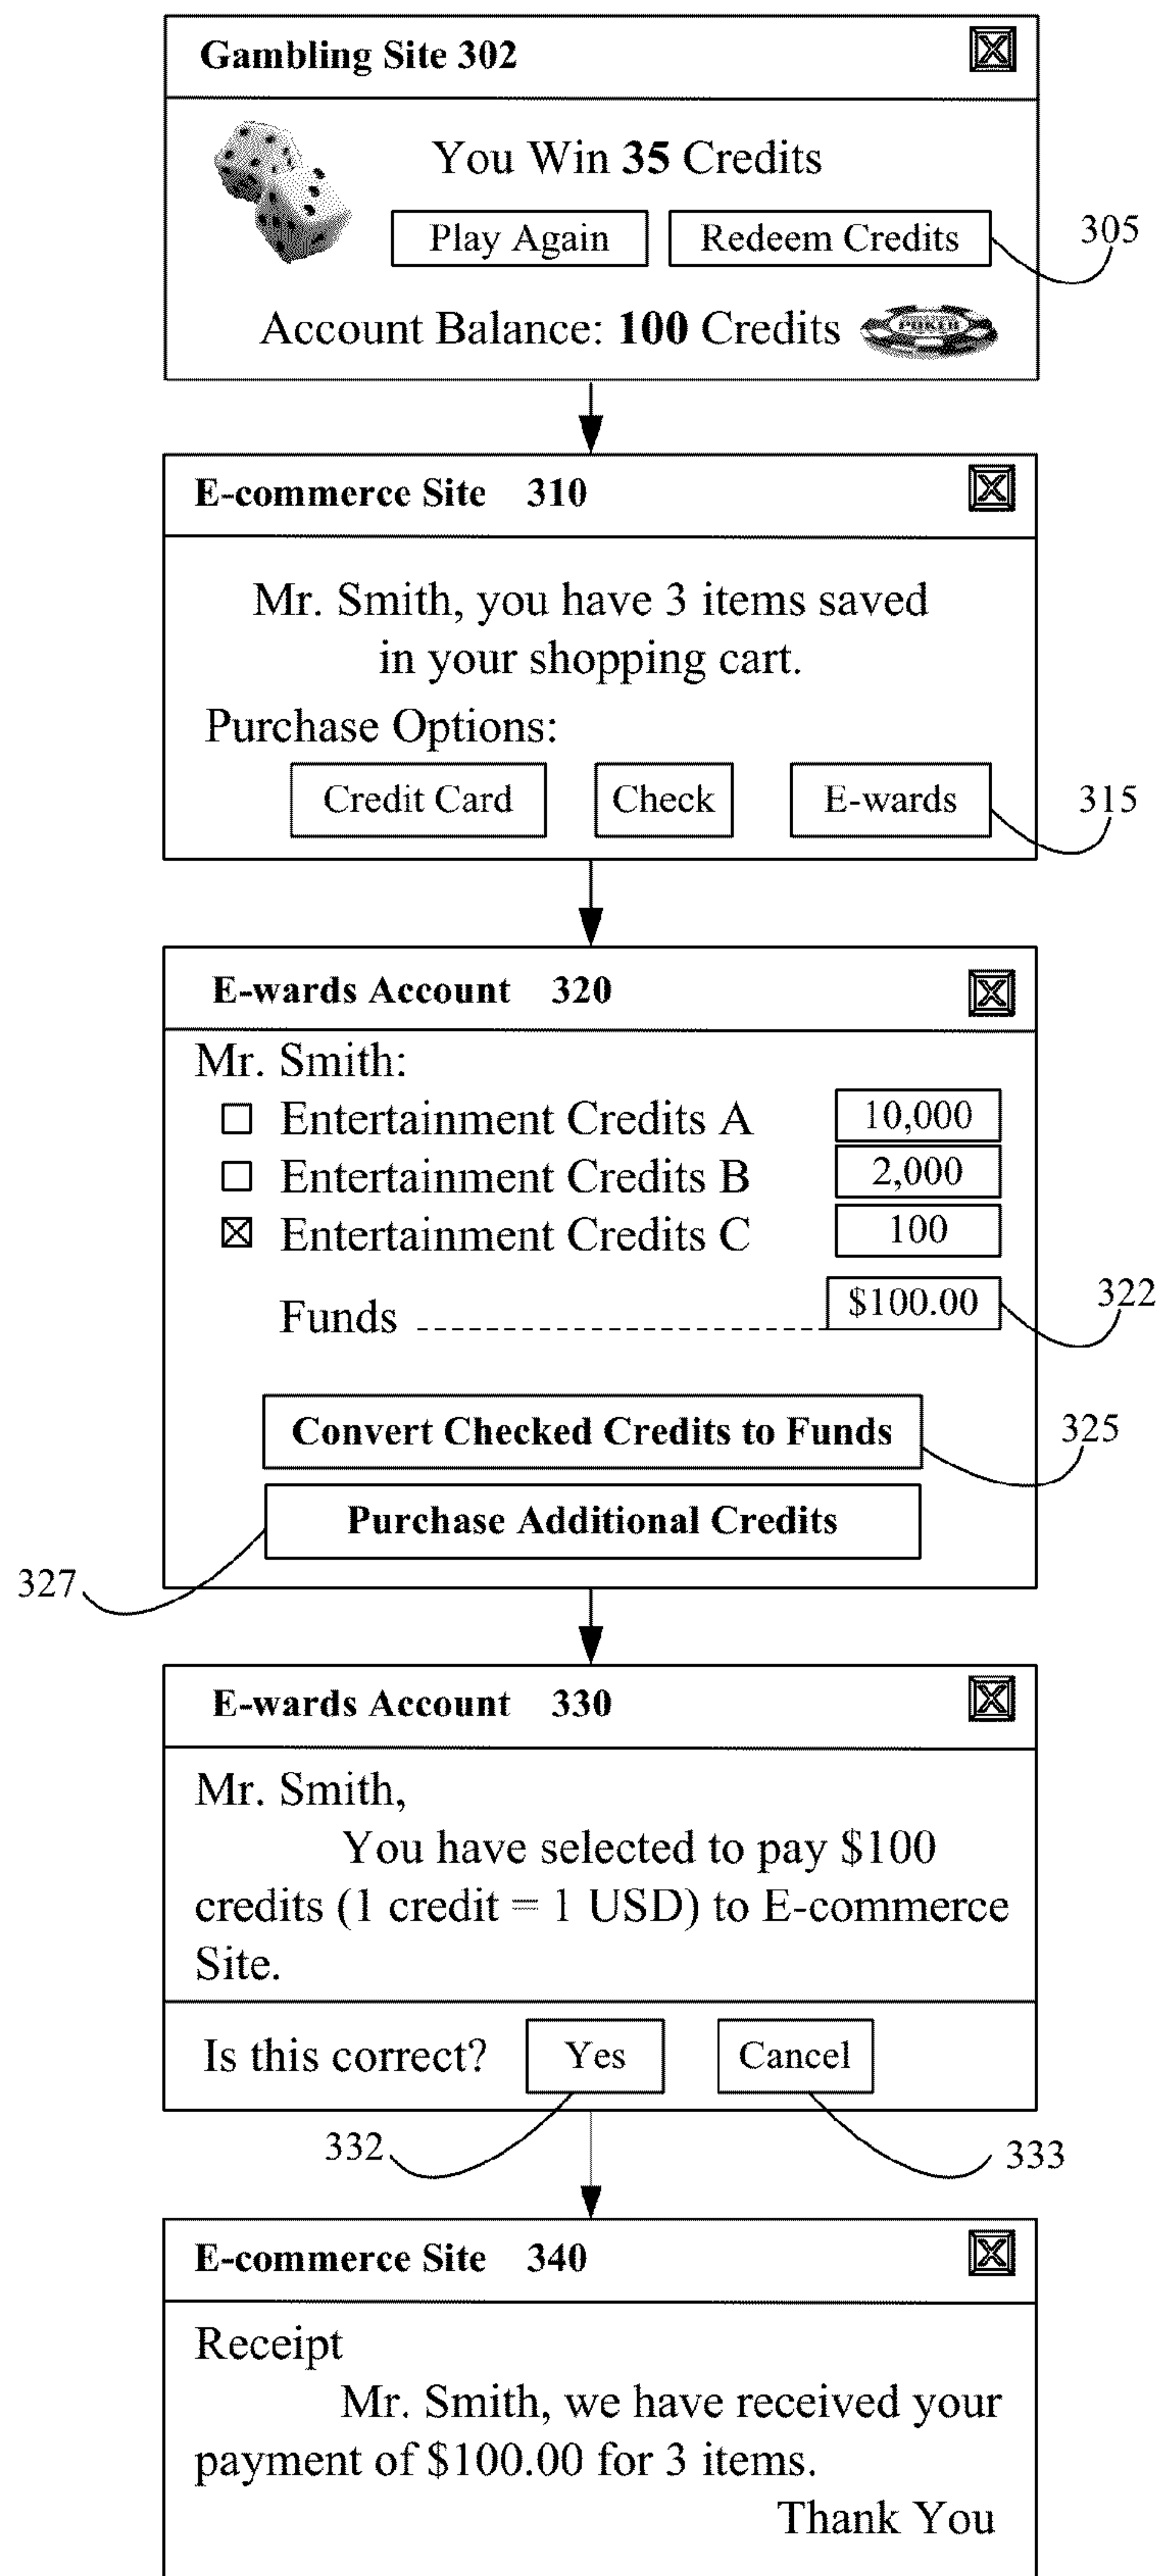 Gambling Site 302
You Win 35 Credits
Play Again
Redeem Credits
305
Account Balance: 100 Credits
POKER
E-commerce Site 310
Mr. Smith, you have 3 items saved
in your shopping cart.
Purchase Options:
Credit Card
Check
E-wards
315
E-wards Account 320
Mr. Smith:
Entertainment Credits A 10,000
Entertainment Credits B 2,000
Entertainment Credits C 100
Funds $100.00
322
Convert Checked Credits to Funds
325
Purchase Additional Credits
327
E-wards Account 330
Mr. Smith,
You have selected to pay $100
credits (1 credit = 1 USD) to E-commerce
Site.
Is this correct? Yes Cancel
332
333
E-commerce Site 340
Receipt
Mr. Smith, we have received your
payment of $100.00 for 3 items.
Thank You